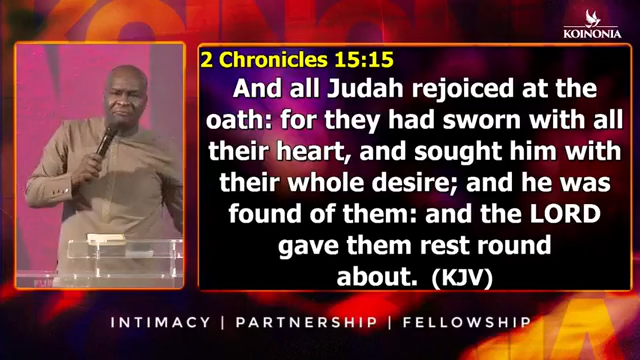 KOINONIA
2 Chronicles 15:15
And all Judah rejoiced at the
oath: for they had sworn with all
their heart, and sought him with
their whole desire; and he was
found of them: and the LORD
gave them rest round
about. (KJV)
INTIMACY | PARTNERSHIP | FELLOWSHIP